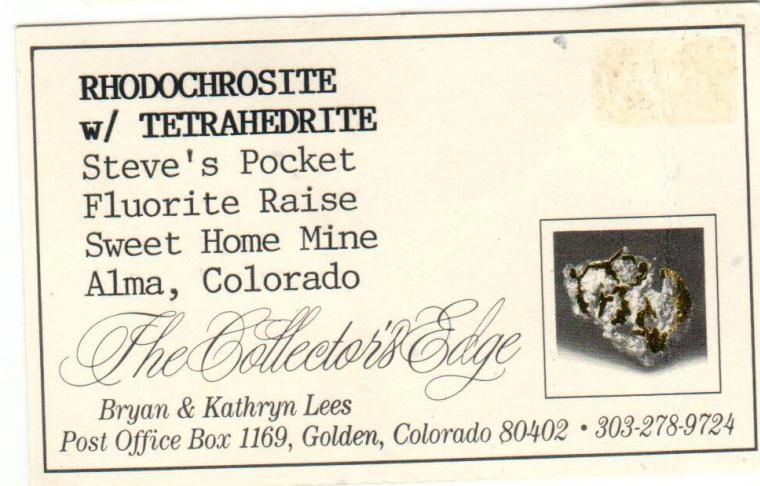 RHODOCHROSITE
w/ TETRAHEDRITE
Steve's Pocket
Fluorite Raise
Sweet Home Mine
Alma, Colorado
The Collector's Edge
Bryan & Kathryn Lees
Post Office Box 1169, Golden, Colorado 80402 • 303-278-9724